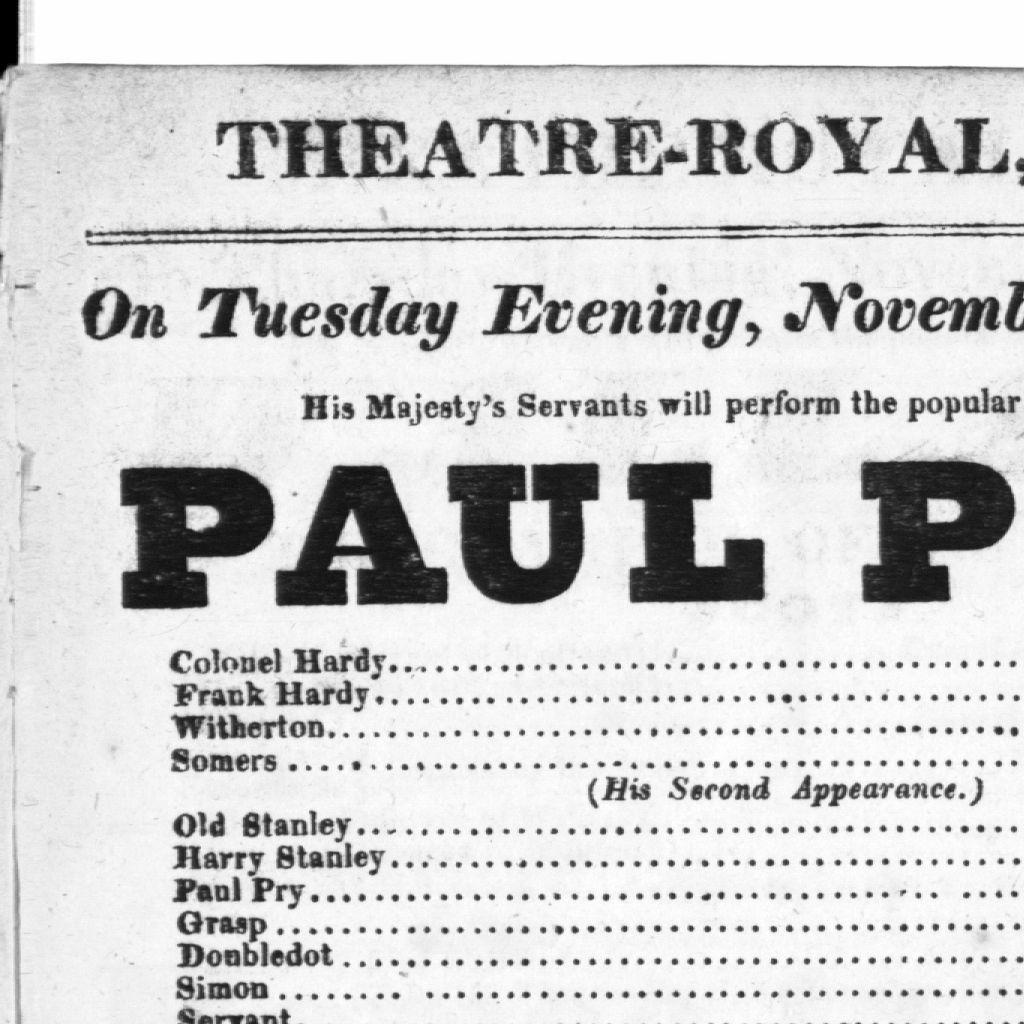 THEATRE-ROYAL,
On Tuesday Evening, Novemb
His Majesty's Servants will perform the popular
PAUL P
Colonel Hardy
Frank Hardy
Witherton
Somers
(His Second Appearance.)
Old Stanley
Harry Stanley
Paul Pry
Grasp
Doubledot
Simon
Servant